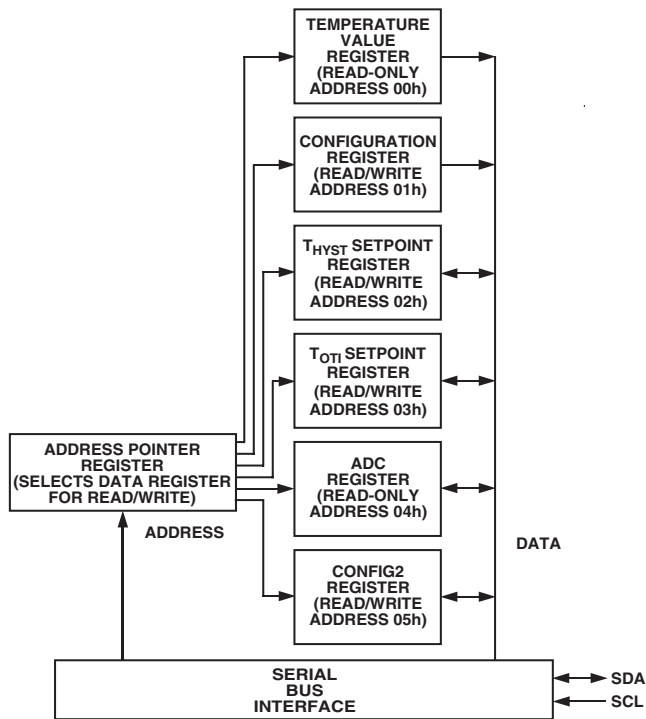 TEMPERATURE
VALUE
REGISTER
(READ-ONLY
ADDRESS 00h)
CONFIGURATION
REGISTER
(READ/WRITE
ADDRESS 01h)
THYST SETPOINT
REGISTER
(READ/WRITE
ADDRESS 02h)
TOTI SETPOINT
REGISTER
(READ/WRITE
ADDRESS 03h)
ADDRESS POINTER
REGISTER
(SELECTS DATA REGISTER
FOR READ/WRITE)
ADC
REGISTER
(READ-ONLY
ADDRESS 04h)
ADDRESS
DATA
CONFIG2
REGISTER
(READ/WRITE
ADDRESS 05h)
SERIAL
BUS
INTERFACE
SDA
SCL